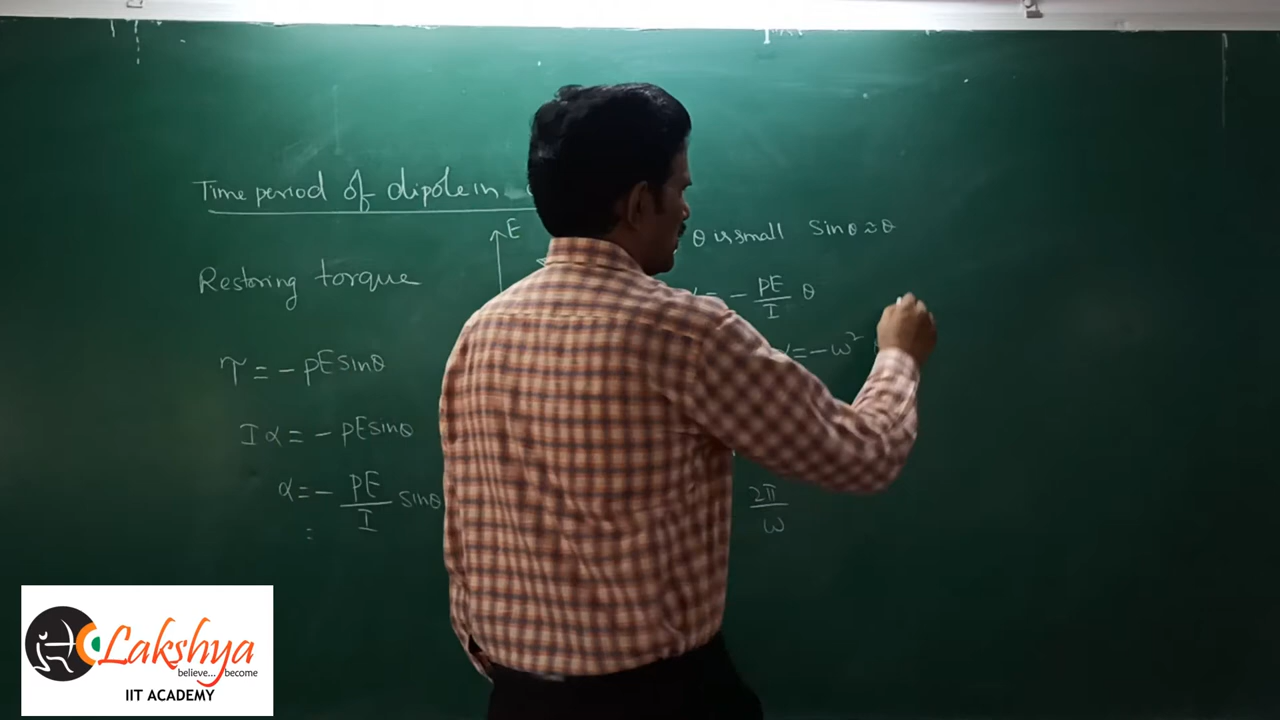 Time period of dipole in
E
Restoring torque
τ = - pE sinθ
I α = - pE sinθ
α = - pE/I sinθ
=
θ is small sinθ ≈ θ
= - pE/I θ
α = - ω²
2π/ω
Lakshya
believe... become
IIT ACADEMY